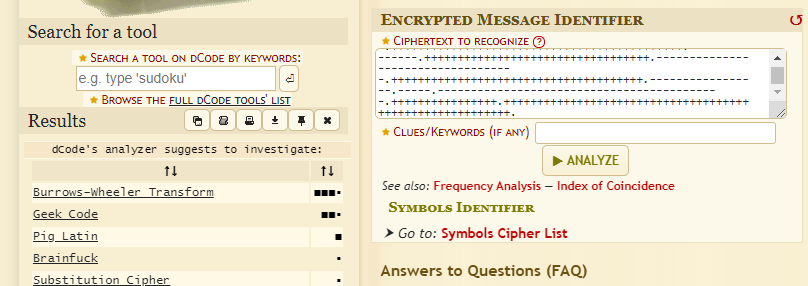 Search for a tool
★ Search a tool on dCode by keywords:
e.g. type 'sudoku'
★ Browse the full dCode tools' list
Results
dCode's analyzer suggests to investigate:
↑↓ ↑↓
Burrows–Wheeler Transform ■■■▪
Geek Code ■■▪
Pig Latin ■
Brainfuck ▪
Substitution Cipher ▪
Encrypted Message Identifier
★ Ciphertext to recognize ?
★ Clues/Keywords (if any)
▶ ANALYZE
See also: Frequency Analysis — Index of Coincidence
Symbols Identifier
➤ Go to: Symbols Cipher List
Answers to Questions (FAQ)